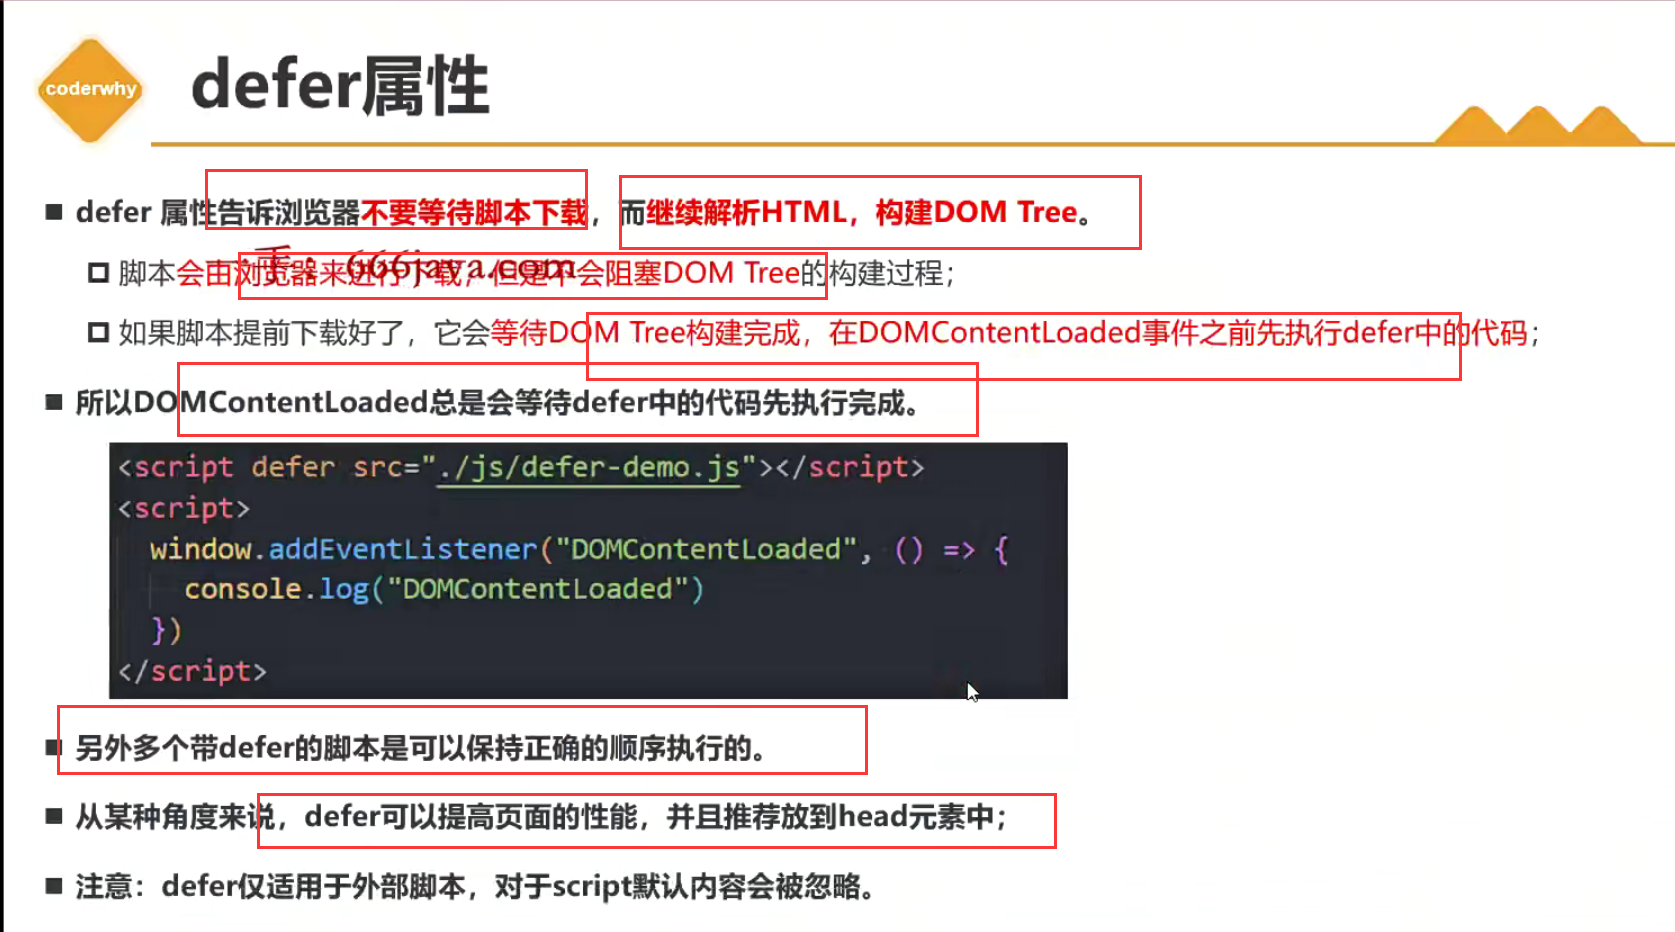 coderwhy
defer属性
defer 属性告诉浏览器不要等待脚本下载，而继续解析HTML，构建DOM Tree。
脚本会由浏览器来进行下载，但是不会阻塞DOM Tree的构建过程；
666java.com
如果脚本提前下载好了，它会等待DOM Tree构建完成，在DOMContentLoaded事件之前先执行defer中的代码；
所以DOMContentLoaded总是会等待defer中的代码先执行完成。
<script defer src="./js/defer-demo.js"></script>
<script>
window.addEventListener("DOMContentLoaded", () => {
console.log("DOMContentLoaded")
})
</script>
另外多个带defer的脚本是可以保持正确的顺序执行的。
从某种角度来说，defer可以提高页面的性能，并且推荐放到head元素中；
注意：defer仅适用于外部脚本，对于script默认内容会被忽略。